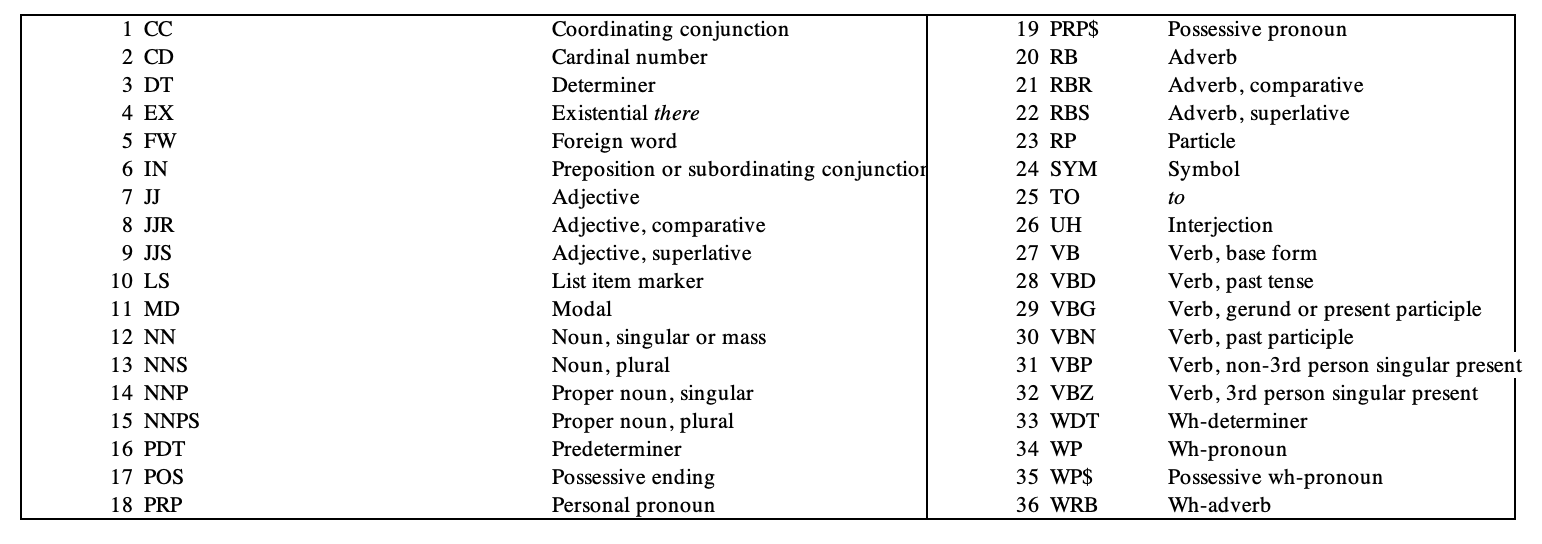 1 CC Coordinating conjunction
2 CD Cardinal number
3 DT Determiner
4 EX Existential there
5 FW Foreign word
6 IN Preposition or subordinating conjunction
7 JJ Adjective
8 JJR Adjective, comparative
9 JJS Adjective, superlative
10 LS List item marker
11 MD Modal
12 NN Noun, singular or mass
13 NNS Noun, plural
14 NNP Proper noun, singular
15 NNPS Proper noun, plural
16 PDT Predeterminer
17 POS Possessive ending
18 PRP Personal pronoun
19 PRP$ Possessive pronoun
20 RB Adverb
21 RBR Adverb, comparative
22 RBS Adverb, superlative
23 RP Particle
24 SYM Symbol
25 TO to
26 UH Interjection
27 VB Verb, base form
28 VBD Verb, past tense
29 VBG Verb, gerund or present participle
30 VBN Verb, past participle
31 VBP Verb, non-3rd person singular present
32 VBZ Verb, 3rd person singular present
33 WDT Wh-determiner
34 WP Wh-pronoun
35 WP$ Possessive wh-pronoun
36 WRB Wh-adverb